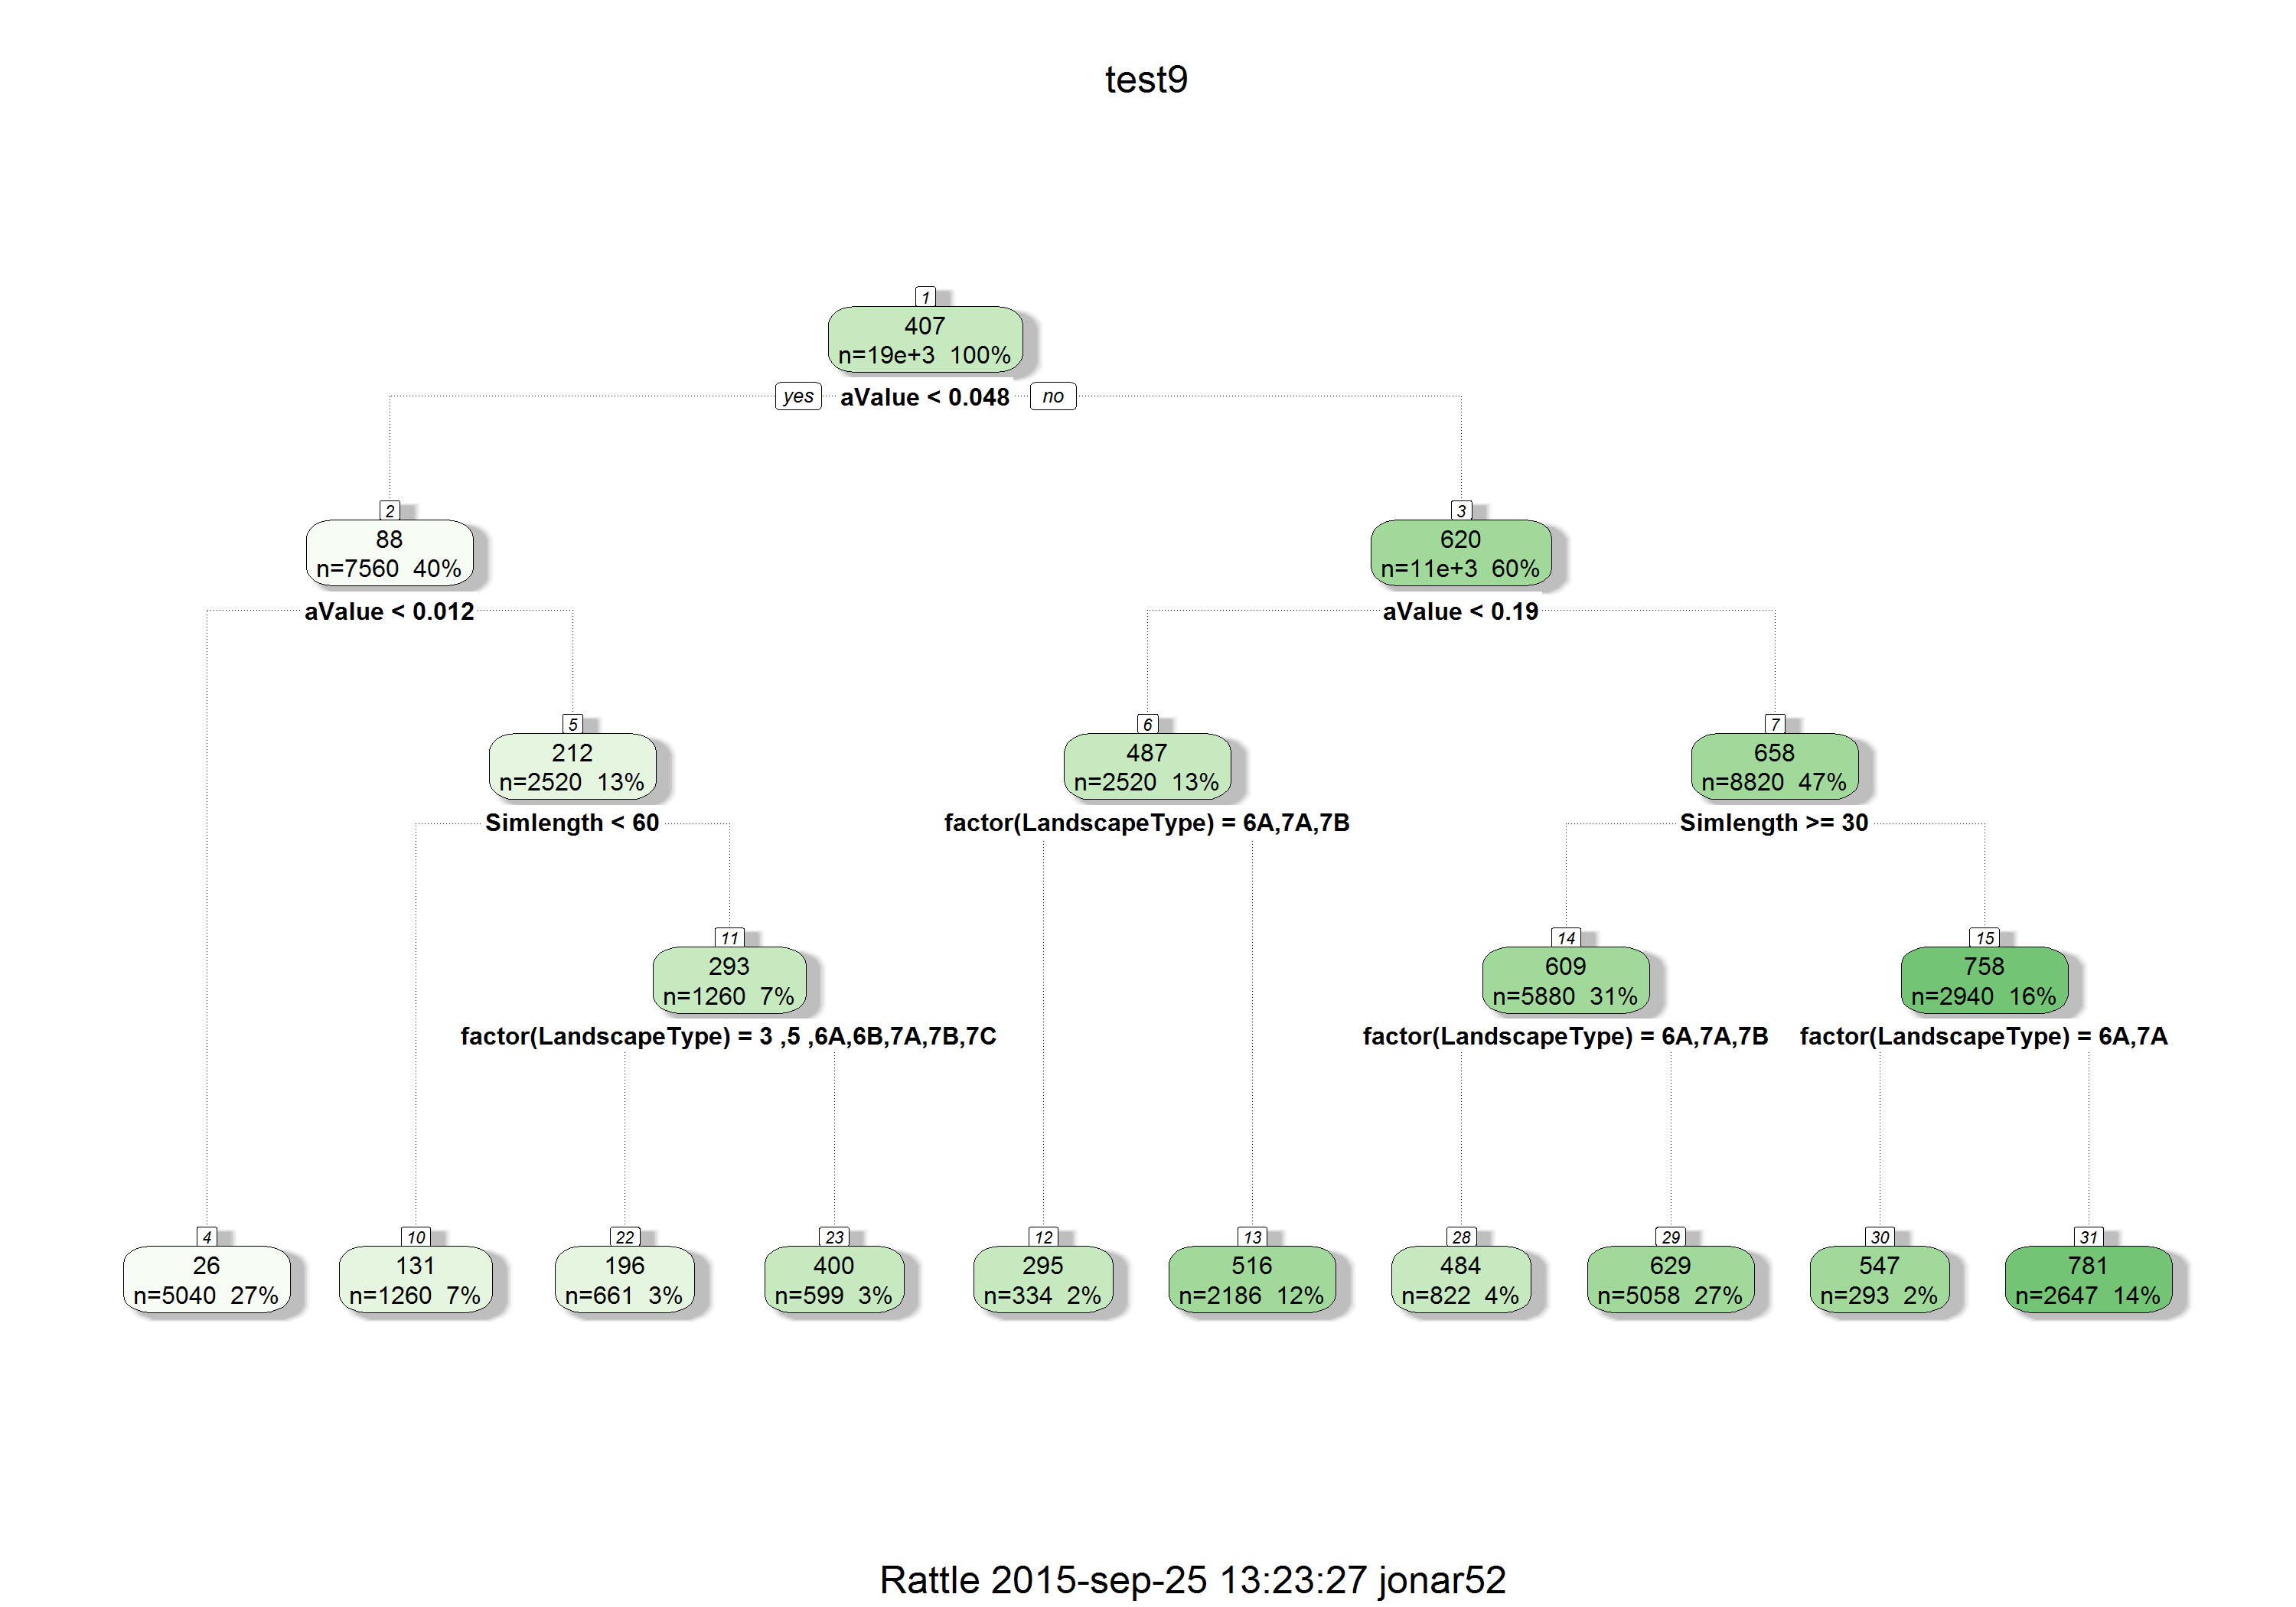 test9
1
407
n=19e+3 100%
yes aValue < 0.048 no
2
88
n=7560 40%
3
620
n=11e+3 60%
aValue < 0.012
aValue < 0.19
5
212
n=2520 13%
6
487
n=2520 13%
7
658
n=8820 47%
Simlength < 60
factor(LandscapeType) = 6A,7A,7B
Simlength >= 30
11
293
n=1260 7%
14
609
n=5880 31%
15
758
n=2940 16%
factor(LandscapeType) = 3 ,5 ,6A,6B,7A,7B,7C
factor(LandscapeType) = 6A,7A,7B
factor(LandscapeType) = 6A,7A
4
26
n=5040 27%
10
131
n=1260 7%
22
196
n=661 3%
23
400
n=599 3%
12
295
n=334 2%
13
516
n=2186 12%
28
484
n=822 4%
29
629
n=5058 27%
30
547
n=293 2%
31
781
n=2647 14%
Rattle 2015-sep-25 13:23:27 jonar52